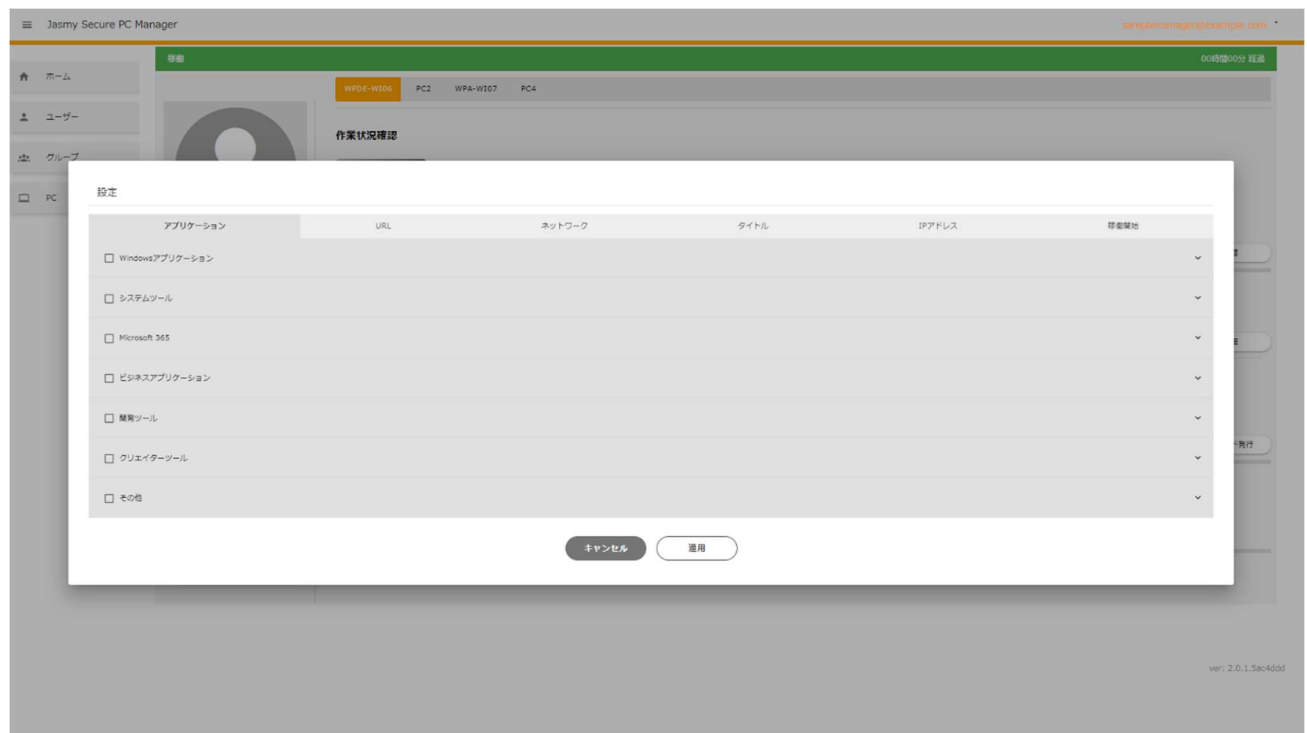 Jasmy Secure PC Manager
samplemanager@example.com
稼働
00時間00分 経過
ホーム
ユーザー
グループ
PC
WPDE-WI06
PC2
WPA-WI07
PC4
作業状況確認
設定
アプリケーション
URL
ネットワーク
タイトル
IPアドレス
稼働開始
Windowsアプリケーション
システムツール
Microsoft 365
ビジネスアプリケーション
開発ツール
クリエイターツール
その他
ド発行
キャンセル
適用
ver: 2.0.1.5ac4ddd